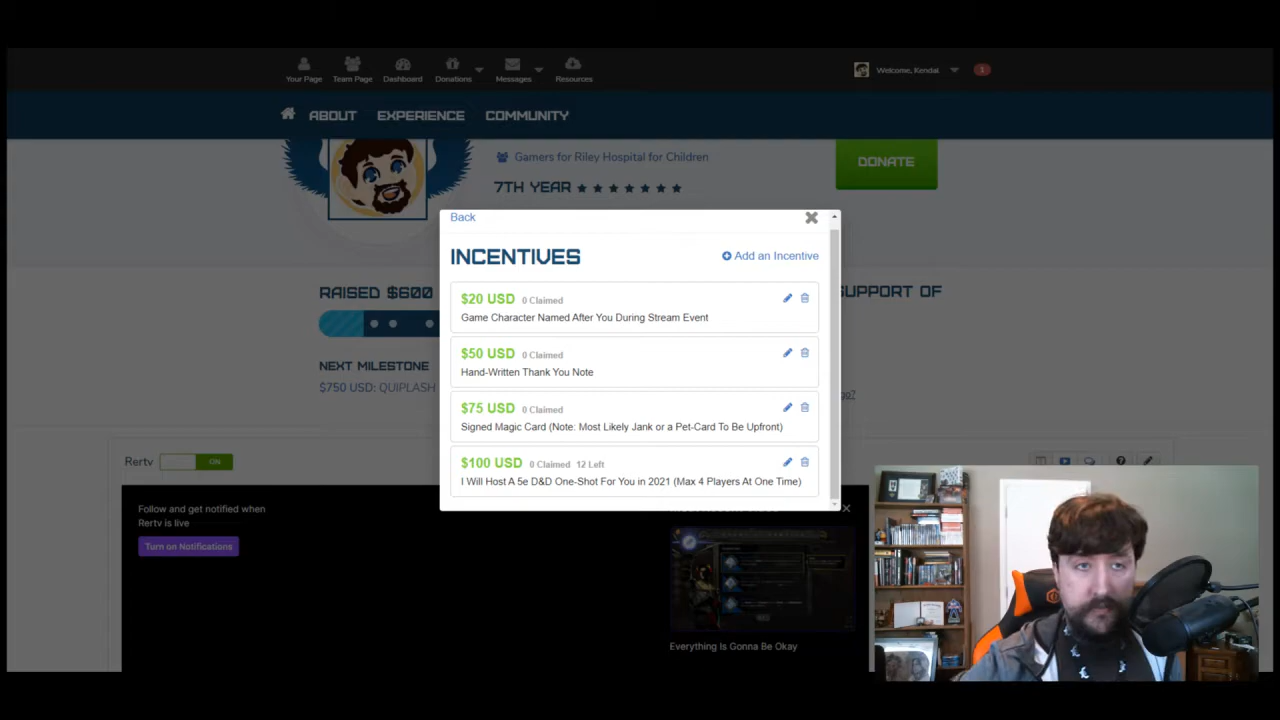 Your Page Team Page Dashboard Donations Messages Resources Welcome, Kendal 1
ABOUT EXPERIENCE COMMUNITY
Gamers for Riley Hospital for Children
DONATE
7TH YEAR
Back
INCENTIVES Add an Incentive
$20 USD 0 Claimed
Game Character Named After You During Stream Event
RAISED $600 SUPPORT OF
$50 USD 0 Claimed
Hand-Written Thank You Note
NEXT MILESTONE
$750 USD: QUIPLASH
$75 USD 0 Claimed
Signed Magic Card (Note: Most Likely Jank or a Pet-Card To Be Upfront)
$100 USD 0 Claimed 12 Left
I Will Host A 5e D&D One-Shot For You in 2021 (Max 4 Players At One Time)
Rertv ON
Follow and get notified when
Rertv is live
Turn on Notifications
Everything Is Gonna Be Okay